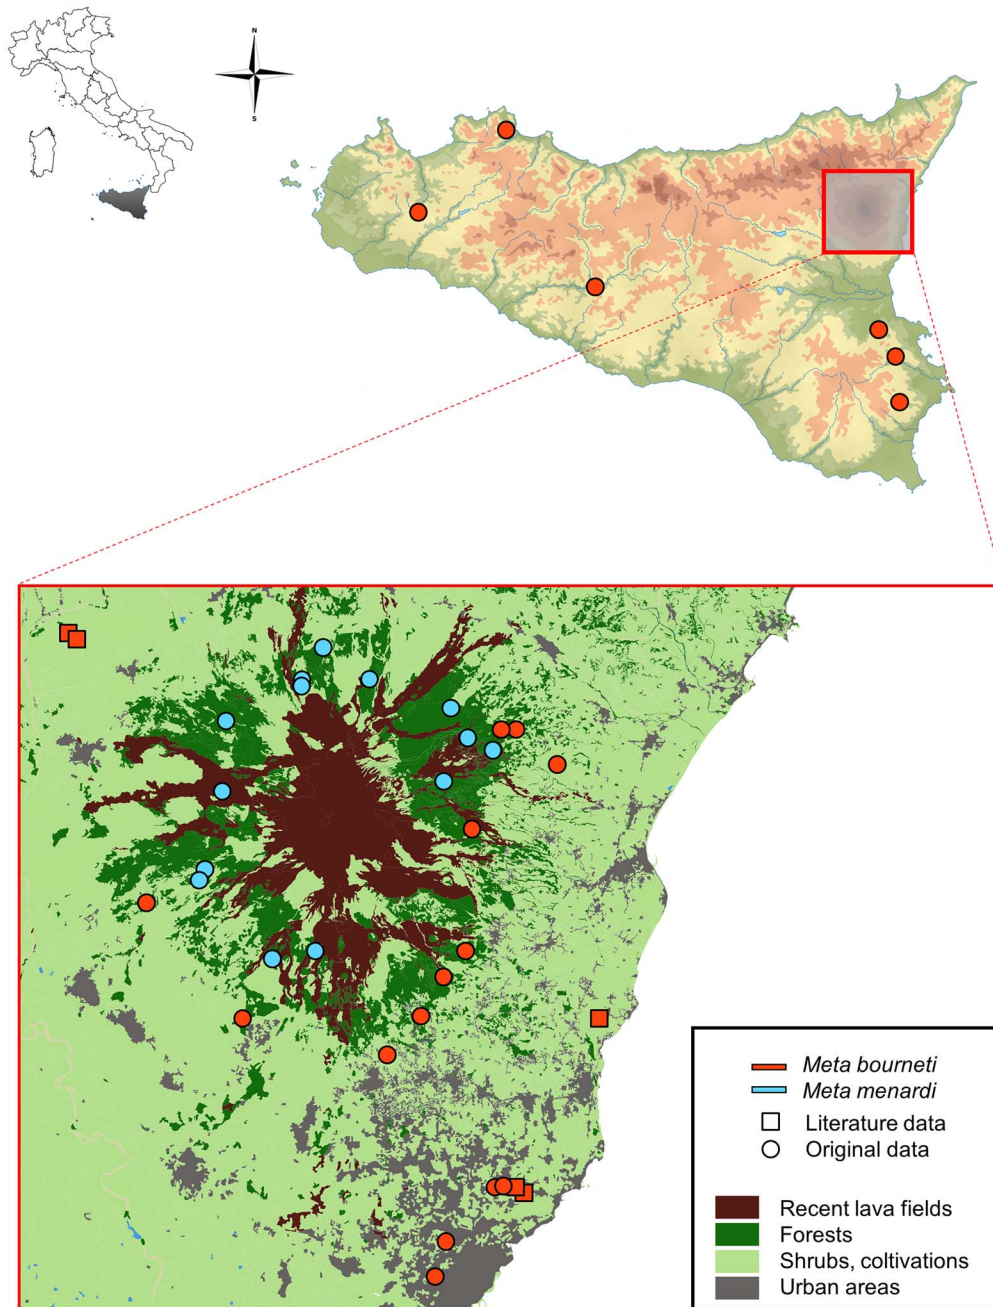 N
S
Meta bourneti
Meta menardi
Literature data
Original data
Recent lava fields
Forests
Shrubs, coltivations
Urban areas